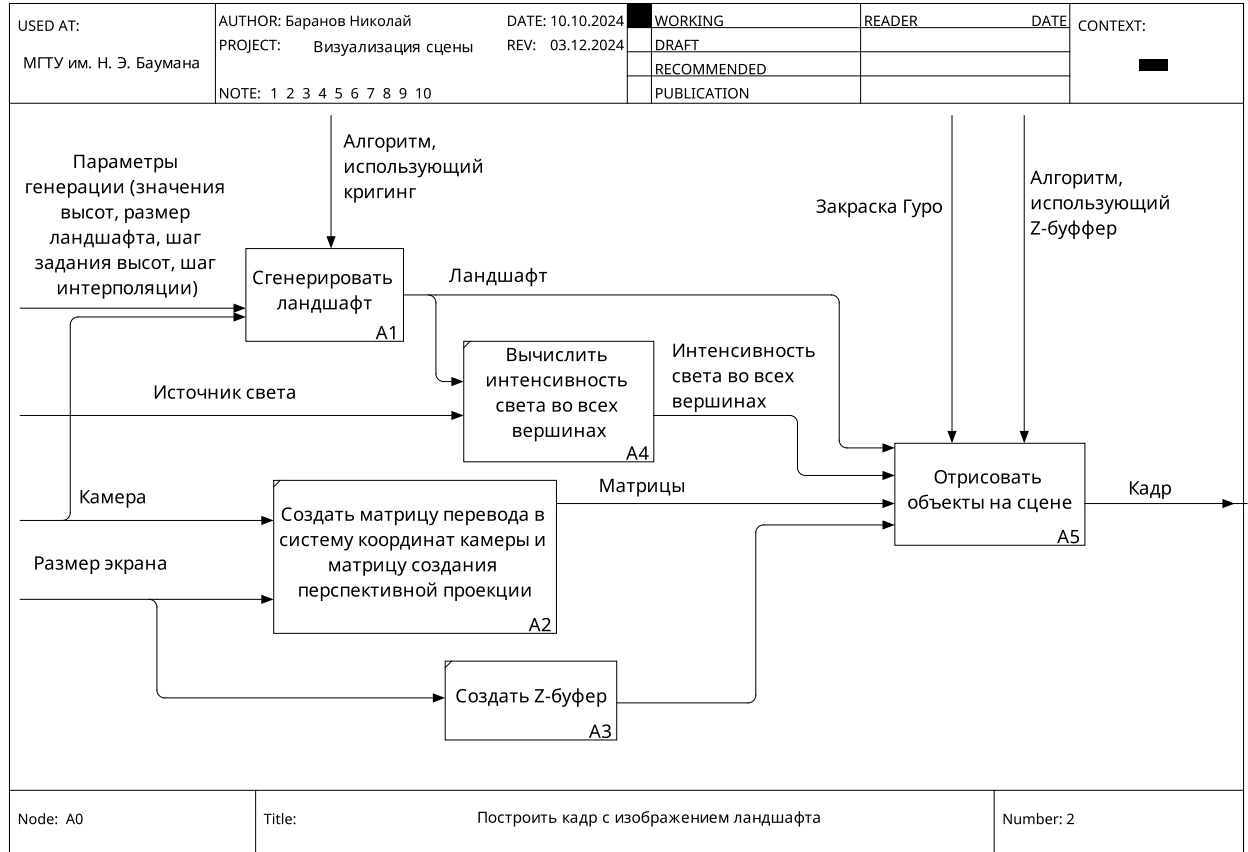 USED AT:
МГТУ им. Н. Э. Баумана
AUTHOR: Баранов Николай
DATE: 10.10.2024
PROJECT: Визуализация сцены
REV: 03.12.2024
NOTE: 1 2 3 4 5 6 7 8 9 10
WORKING
DRAFT
RECOMMENDED
PUBLICATION
READER DATE
CONTEXT:
Параметры
генерации (значения
высот, размер
ландшафта, шаг
задания высот, шаг
интерполяции)
Алгоритм,
использующий
кригинг
Закраска Гуро
Алгоритм,
использующий
Z-буффер
Сгенерировать
ландшафт
A1
Ландшафт
Источник света
Вычислить
интенсивность
света во всех
вершинах
A4
Интенсивность
света во всех
вершинах
Камера
Размер экрана
Создать матрицу перевода в
систему координат камеры и
матрицу создания
перспективной проекции
A2
Матрицы
Отрисовать
объекты на сцене
A5
Кадр
Создать Z-буфер
A3
Node: A0
Title: Построить кадр с изображением ландшафта
Number: 2